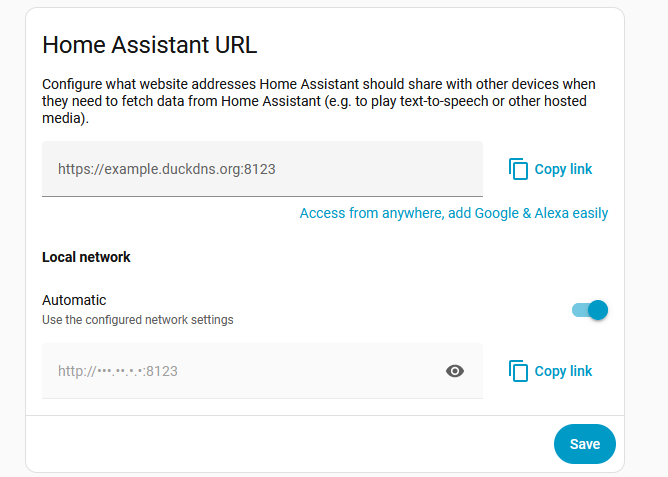 Home Assistant URL
Configure what website addresses Home Assistant should share with other devices when
they need to fetch data from Home Assistant (e.g. to play text-to-speech or other hosted
media).
https://example.duckdns.org:8123
Copy link
Access from anywhere, add Google & Alexa easily
Local network
Automatic
Use the configured network settings
http://•••.••.•.•:8123
Copy link
Save